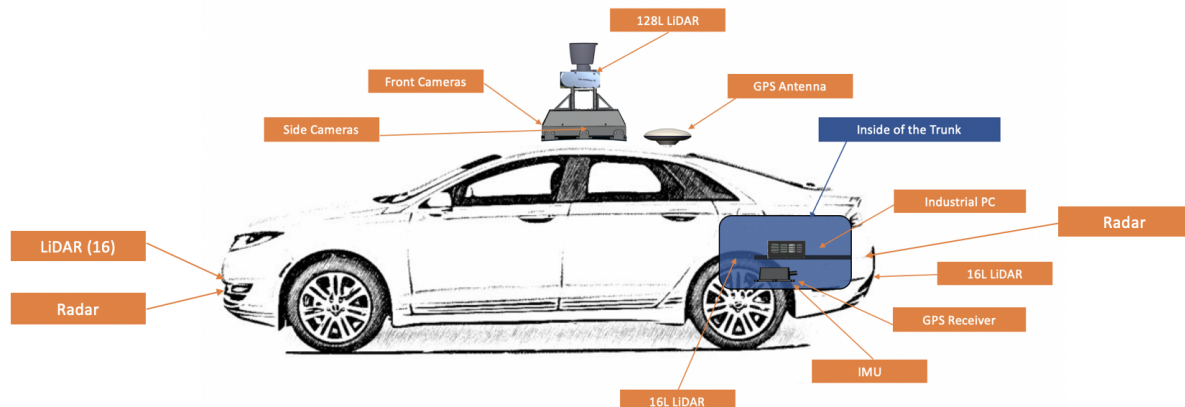 128L LiDAR
Front Cameras
GPS Antenna
Side Cameras
Inside of the Trunk
Industrial PC
Radar
LiDAR (16)
16L LiDAR
Radar
GPS Receiver
IMU
16L LiDAR